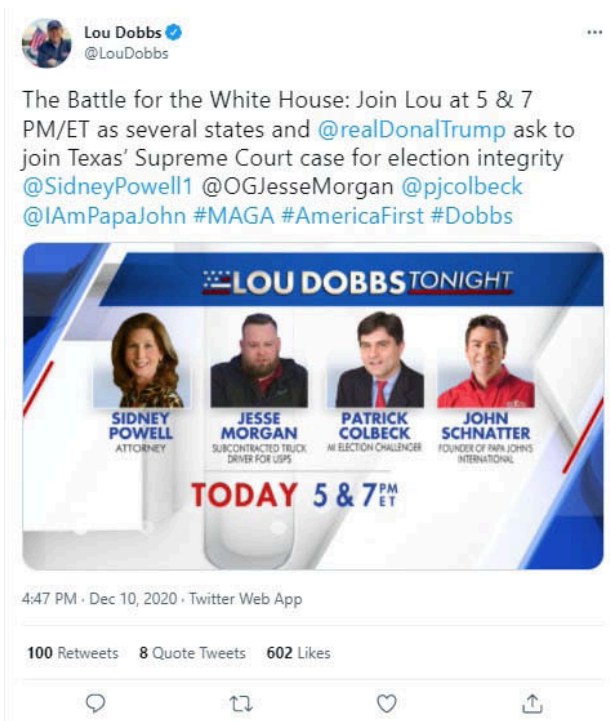 Lou Dobbs
@LouDobbs
The Battle for the White House: Join Lou at 5 & 7
PM/ET as several states and @realDonalTrump ask to
join Texas' Supreme Court case for election integrity
@SidneyPowell1 @OGJesseMorgan @pjcolbeck
@IAmPapaJohn #MAGA #AmericaFirst #Dobbs
LOU DOBBS TONIGHT
SIDNEY
POWELL
ATTORNEY
JESSE
MORGAN
SUBCONTRACTED TRUCK
DRIVER FOR USPS
PATRICK
COLBECK
MI ELECTION CHALLENGER
JOHN
SCHNATTER
FOUNDER OF PAPA JOHNS
INTERNATIONAL
TODAY 5 & 7 PM ET
4:47 PM · Dec 10, 2020 · Twitter Web App
100 Retweets 8 Quote Tweets 602 Likes